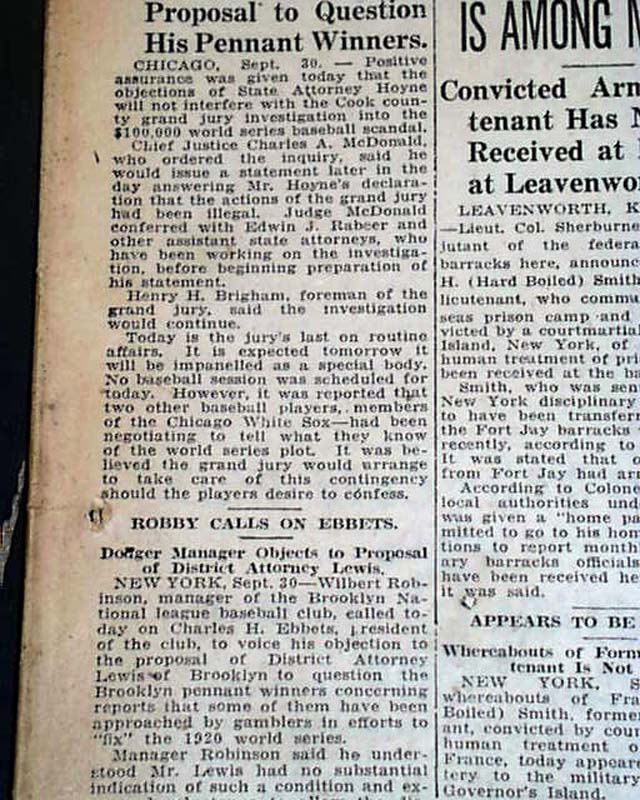 Proposal to Question
His Pennant Winners.
CHICAGO, Sept. 30. — Positive
assurance was given today that the
objections of State Attorney Hoyne
will not interfere with the Cook coun-
ty grand jury investigation into the
$100,000 world series baseball scandal.
Chief Justice Charles A. McDonald,
who ordered the inquiry, said he
would issue a statement later in the
day answering Mr. Hoyne's declara-
tion that the actions of the grand jury
had been illegal. Judge McDonald
conferred with Edwin J. Rabeer and
other assistant state attorneys, who
have been working on the investiga-
tion, before beginning preparation of
his statement.
Henry H. Brigham, foreman of the
grand jury, said the investigation
would continue.
Today is the jury's last on routine
affairs. It is expected tomorrow it
will be impanelled as a special body.
No baseball session was scheduled for
today. However, it was reported that
two other baseball players, members
of the Chicago White Sox—had been
negotiating to tell what they know
of the world series plot. It was be-
lieved the grand jury would arrange
to take care of this contingency
should the players desire to confess.
ROBBY CALLS ON EBBETS.
Dodger Manager Objects to Proposal
of District Attorney Lewis.
NEW YORK, Sept. 30—Wilbert Rob-
inson, manager of the Brooklyn Na-
tional league baseball club, called to-
day on Charles H. Ebbets, president
of the club, to voice his objection to
the proposal of District Attorney
Lewis of Brooklyn to question the
Brooklyn pennant winners concerning
reports that some of them have been
approached by gamblers in efforts to
"fix" the 1920 world series.
Manager Robinson said he under-
stood Mr. Lewis had no substantial
indication of such a condition and ex-
IS AMONG
Convicted Arm
tenant Has
Received at
at Leavenwo
LEAVENWORTH, K
—Lieut. Col. Sherburne
jutant of the federa
barracks here, announc
H. (Hard Boiled) Smith
lieutenant, who commu
seas prison camp and
victed by a courtmartial
Island, New York, of
human treatment of pri
been received at the ba
Smith, who was sen
New York disciplinary
to have been transfer
the Fort Jay barracks
recently, according to
It was stated that o
from Fort Jay had arr
According to Colone
local authorities und
was given a "home pa
mitted to go to his hom
tions to report month
ary barracks officials
have been received he
it was said.
APPEARS TO BE
Whereabouts of Form
tenant Is Not
NEW YORK, S
whereabouts of Fra
Boiled) Smith, forme
ant, convicted by cour
human treatment o
France, today appeare
tery to the military
Governor's Island.